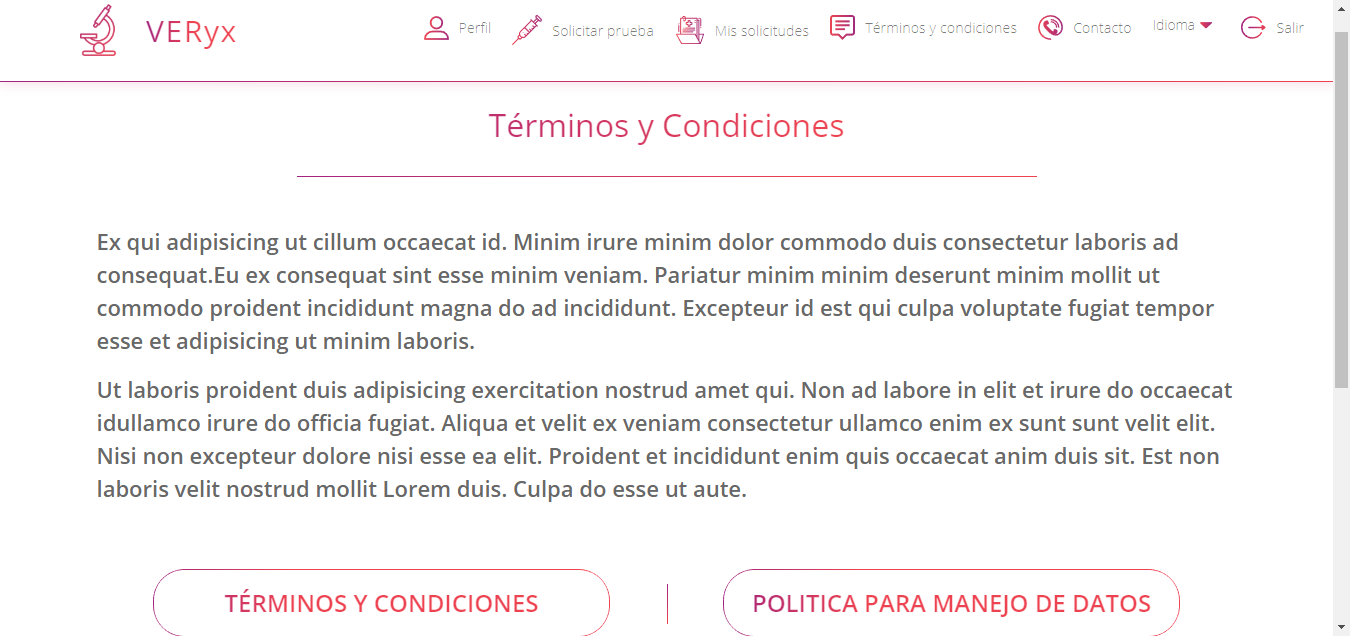 VERyx
Perfil
Solicitar prueba
Mis solicitudes
Términos y condiciones
Contacto
Idioma
Salir
Términos y Condiciones
Ex qui adipisicing ut cillum occaecat id. Minim irure minim dolor commodo duis consectetur laboris ad
consequat.Eu ex consequat sint esse minim veniam. Pariatur minim minim deserunt minim mollit ut
commodo proident incididunt magna do ad incididunt. Excepteur id est qui culpa voluptate fugiat tempor
esse et adipisicing ut minim laboris.
Ut laboris proident duis adipisicing exercitation nostrud amet qui. Non ad labore in elit et irure do occaecat
idullamco irure do officia fugiat. Aliqua et velit ex veniam consectetur ullamco enim ex sunt sunt velit elit.
Nisi non excepteur dolore nisi esse ea elit. Proident et incididunt enim quis occaecat anim duis sit. Est non
laboris velit nostrud mollit Lorem duis. Culpa do esse ut aute.
TÉRMINOS Y CONDICIONES
POLITICA PARA MANEJO DE DATOS